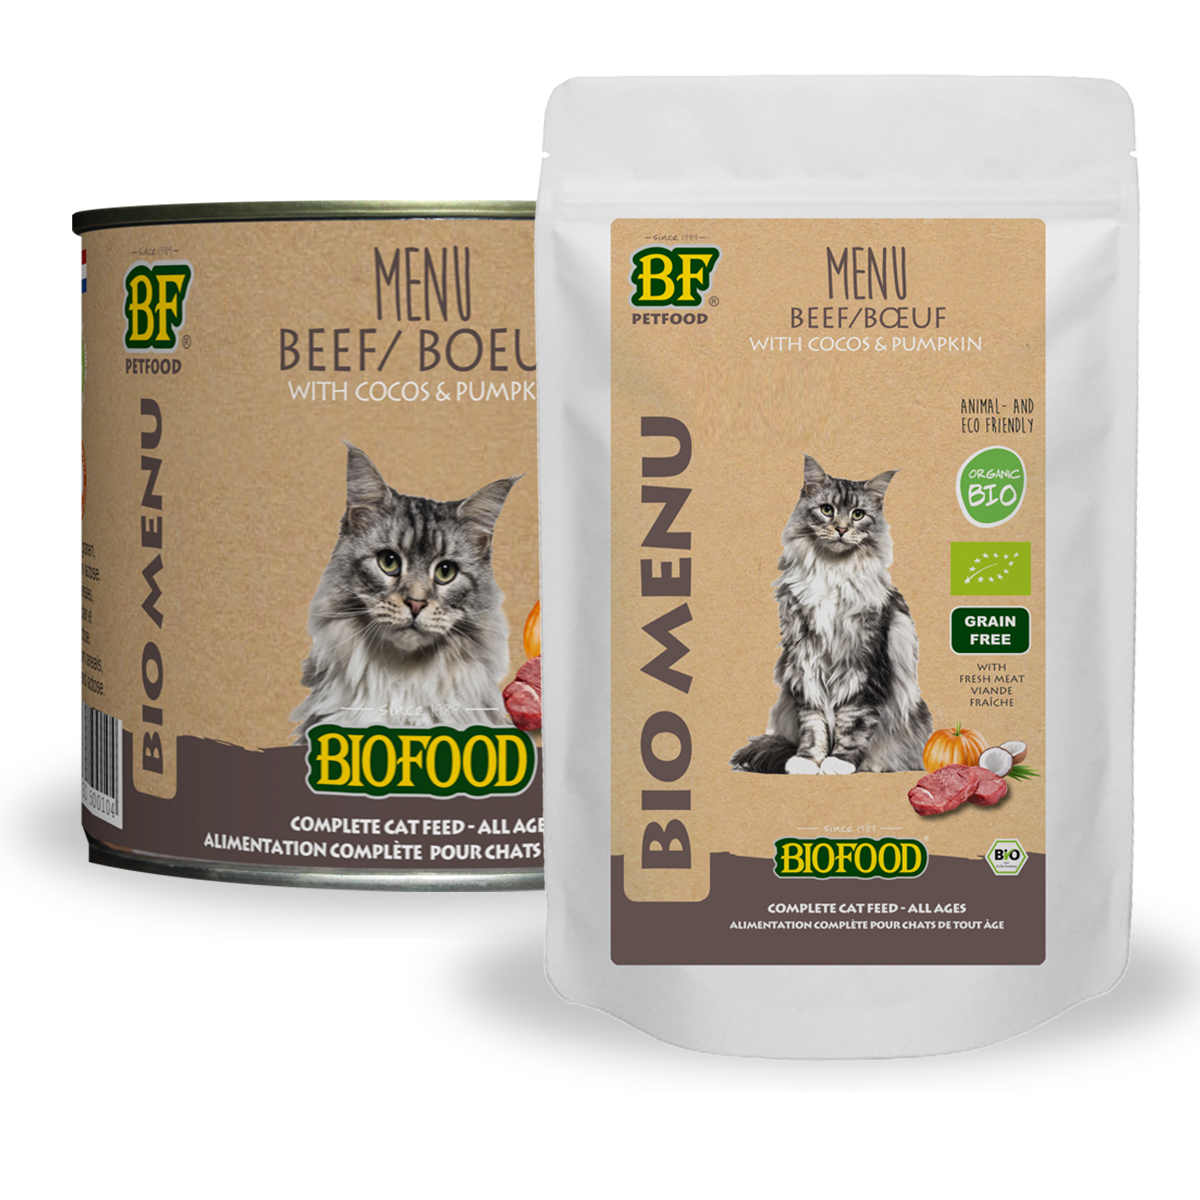 since 1989
BF
®
PETFOOD
MENU
BEEF/ BOEU
WITH COCOS & PUMPK
BIO MENU
since 1989
BIOFOOD
COMPLETE CAT FEED - ALL AGE
ALIMENTATION COMPLÈTE POUR CHATS
500104
since 1989
BF
®
PETFOOD
MENU
BEEF/BŒUF
WITH COCOS & PUMPKIN
BIO MENU
ANIMAL- AND
ECO FRIENDLY
ORGANIC
BIO
GRAIN
FREE
WITH
FRESH MEAT
VIANDE
FRAÎCHE
since 1989
BIOFOOD
BIO
COMPLETE CAT FEED - ALL AGES
ALIMENTATION COMPLÈTE POUR CHATS DE TOUT ÂGE